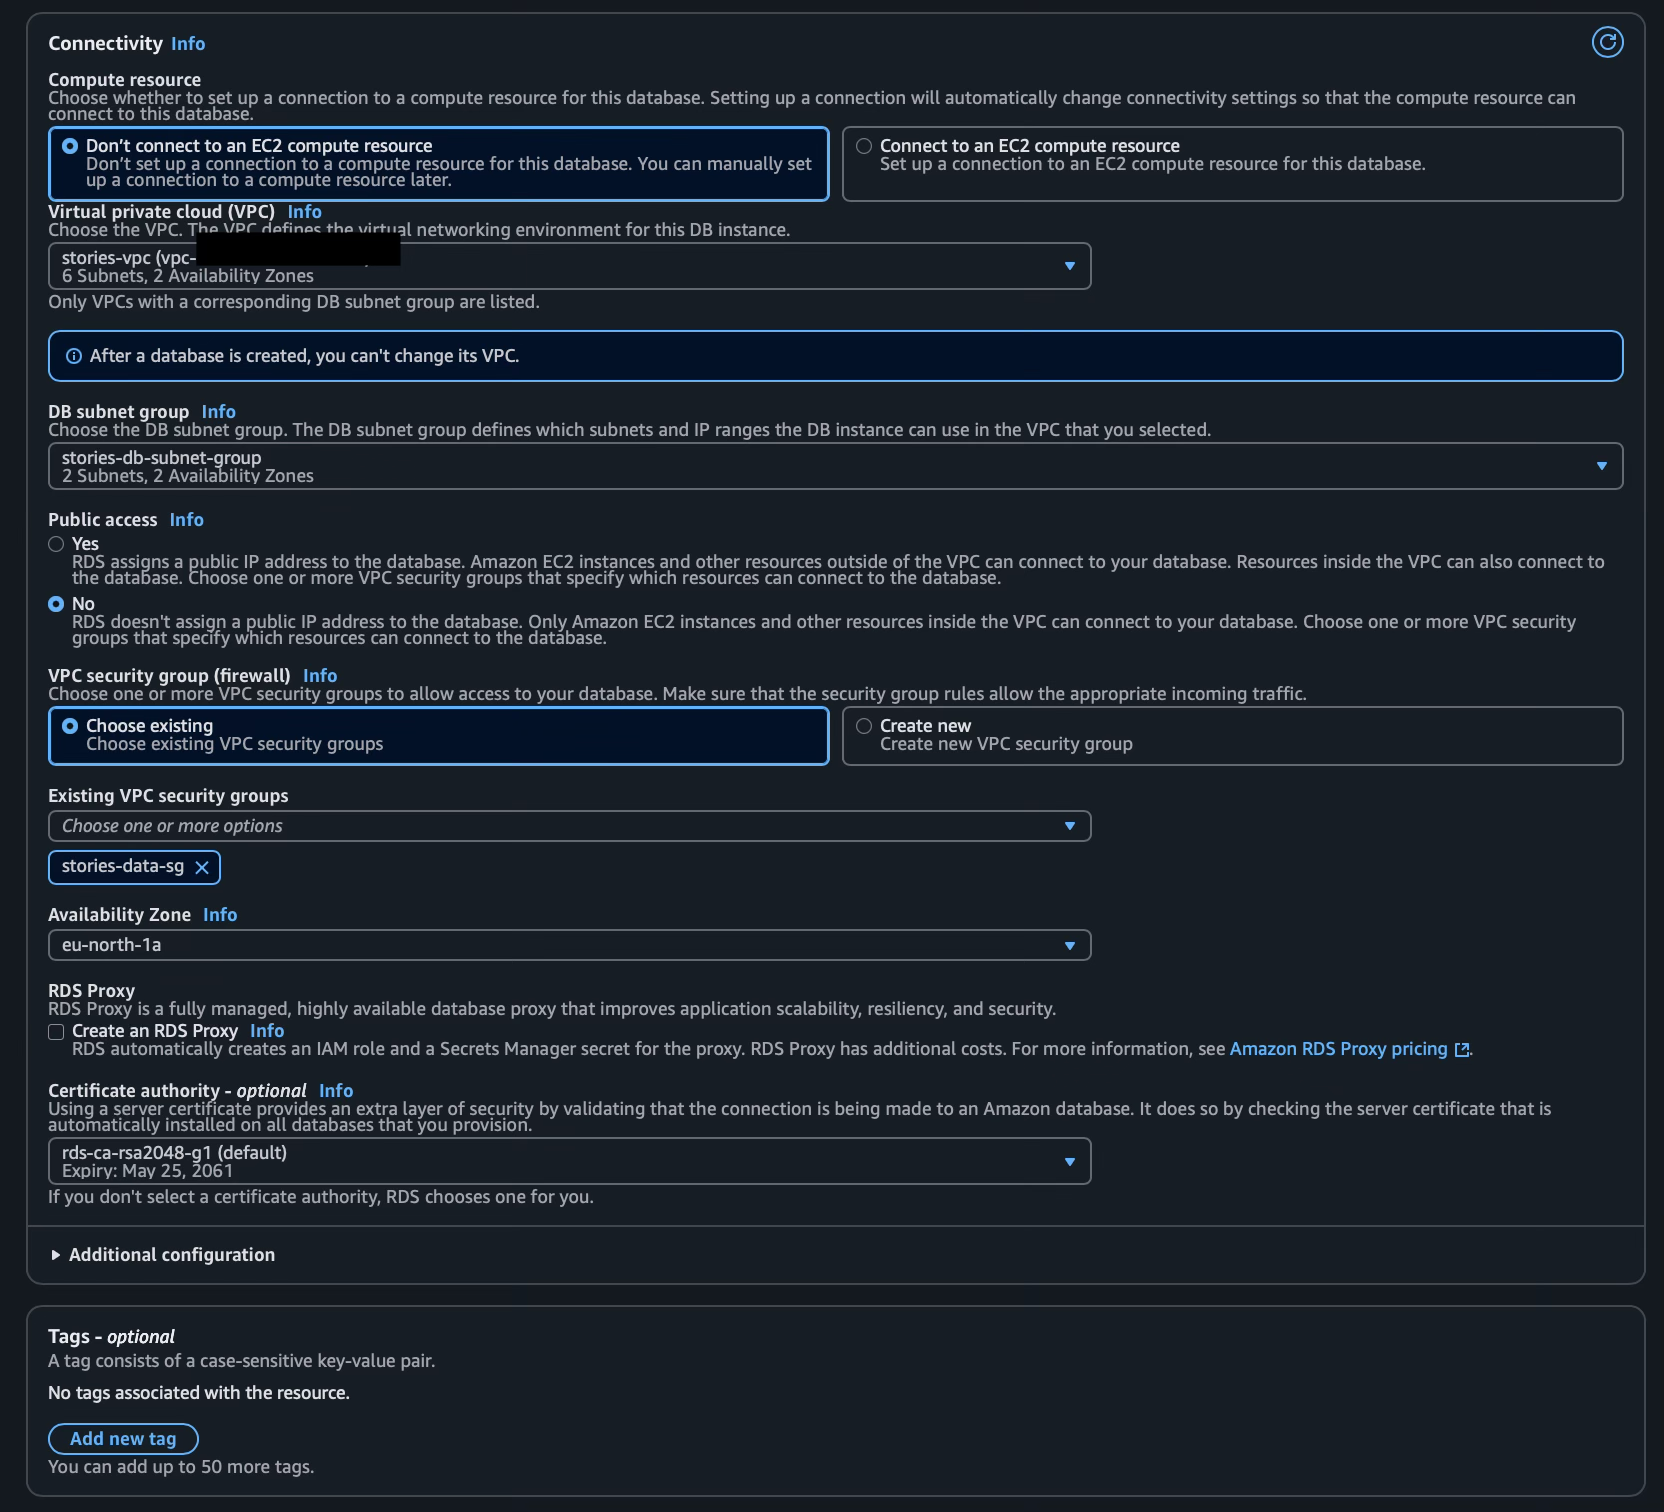 Connectivity Info
Compute resource
Choose whether to set up a connection to a compute resource for this database. Setting up a connection will automatically change connectivity settings so that the compute resource can
connect to this database.
Don't connect to an EC2 compute resource
Don't set up a connection to a compute resource for this database. You can manually set
up a connection to a compute resource later.
Connect to an EC2 compute resource
Set up a connection to an EC2 compute resource for this database.
Virtual private cloud (VPC) Info
Choose the VPC. The VPC defines the virtual networking environment for this DB instance.
stories-vpc (vpc-
6 Subnets, 2 Availability Zones
Only VPCs with a corresponding DB subnet group are listed.
After a database is created, you can't change its VPC.
DB subnet group Info
Choose the DB subnet group. The DB subnet group defines which subnets and IP ranges the DB instance can use in the VPC that you selected.
stories-db-subnet-group
2 Subnets, 2 Availability Zones
Public access Info
Yes
RDS assigns a public IP address to the database. Amazon EC2 instances and other resources outside of the VPC can connect to your database. Resources inside the VPC can also connect to
the database. Choose one or more VPC security groups that specify which resources can connect to the database.
No
RDS doesn't assign a public IP address to the database. Only Amazon EC2 instances and other resources inside the VPC can connect to your database. Choose one or more VPC security
groups that specify which resources can connect to the database.
VPC security group (firewall) Info
Choose one or more VPC security groups to allow access to your database. Make sure that the security group rules allow the appropriate incoming traffic.
Choose existing
Choose existing VPC security groups
Create new
Create new VPC security group
Existing VPC security groups
Choose one or more options
stories-data-sg
Availability Zone Info
eu-north-1a
RDS Proxy
RDS Proxy is a fully managed, highly available database proxy that improves application scalability, resiliency, and security.
Create an RDS Proxy Info
RDS automatically creates an IAM role and a Secrets Manager secret for the proxy. RDS Proxy has additional costs. For more information, see Amazon RDS Proxy pricing.
Certificate authority - optional Info
Using a server certificate provides an extra layer of security by validating that the connection is being made to an Amazon database. It does so by checking the server certificate that is
automatically installed on all databases that you provision.
rds-ca-rsa2048-g1 (default)
Expiry: May 25, 2061
If you don't select a certificate authority, RDS chooses one for you.
Additional configuration
Tags - optional
A tag consists of a case-sensitive key-value pair.
No tags associated with the resource.
Add new tag
You can add up to 50 more tags.